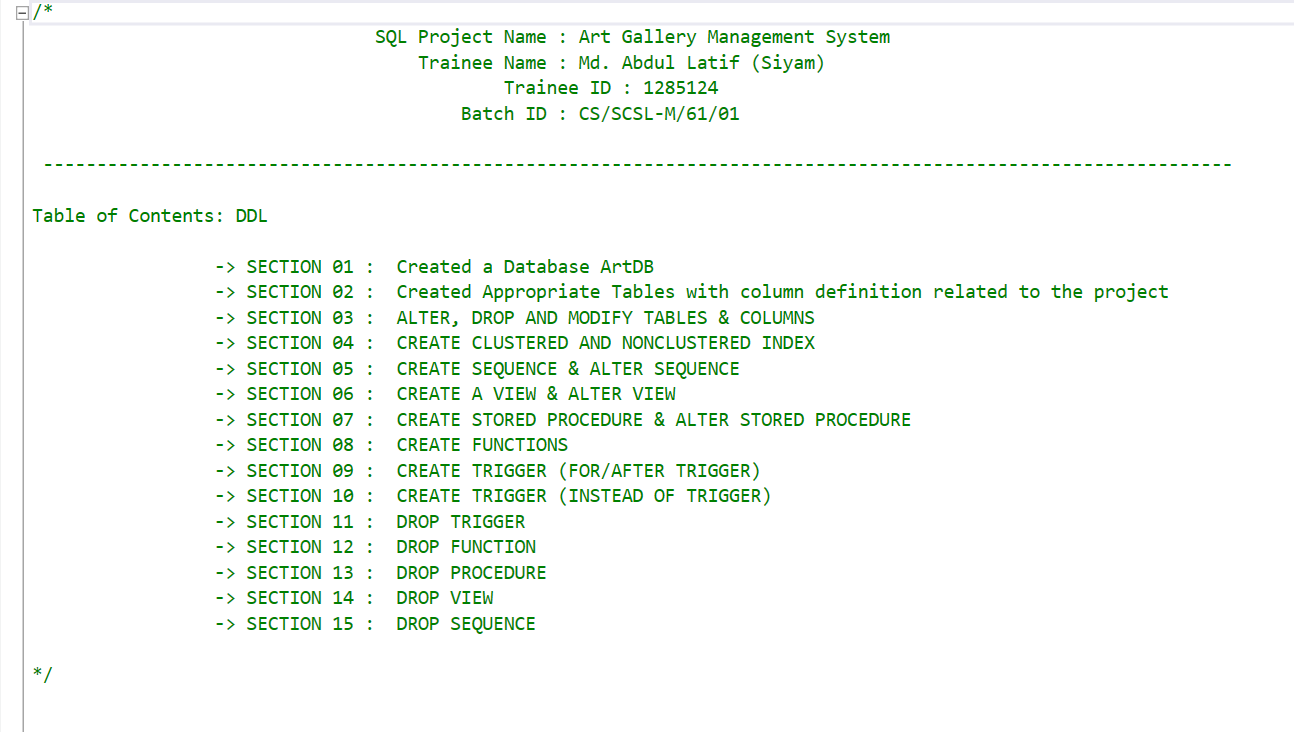 /*
SQL Project Name : Art Gallery Management System
Trainee Name : Md. Abdul Latif (Siyam)
Trainee ID : 1285124
Batch ID : CS/SCSL-M/61/01
---------------------------------------------------------------------------------------------------------------
Table of Contents: DDL
-> SECTION 01 : Created a Database ArtDB
-> SECTION 02 : Created Appropriate Tables with column definition related to the project
-> SECTION 03 : ALTER, DROP AND MODIFY TABLES & COLUMNS
-> SECTION 04 : CREATE CLUSTERED AND NONCLUSTERED INDEX
-> SECTION 05 : CREATE SEQUENCE & ALTER SEQUENCE
-> SECTION 06 : CREATE A VIEW & ALTER VIEW
-> SECTION 07 : CREATE STORED PROCEDURE & ALTER STORED PROCEDURE
-> SECTION 08 : CREATE FUNCTIONS
-> SECTION 09 : CREATE TRIGGER (FOR/AFTER TRIGGER)
-> SECTION 10 : CREATE TRIGGER (INSTEAD OF TRIGGER)
-> SECTION 11 : DROP TRIGGER
-> SECTION 12 : DROP FUNCTION
-> SECTION 13 : DROP PROCEDURE
-> SECTION 14 : DROP VIEW
-> SECTION 15 : DROP SEQUENCE
*/